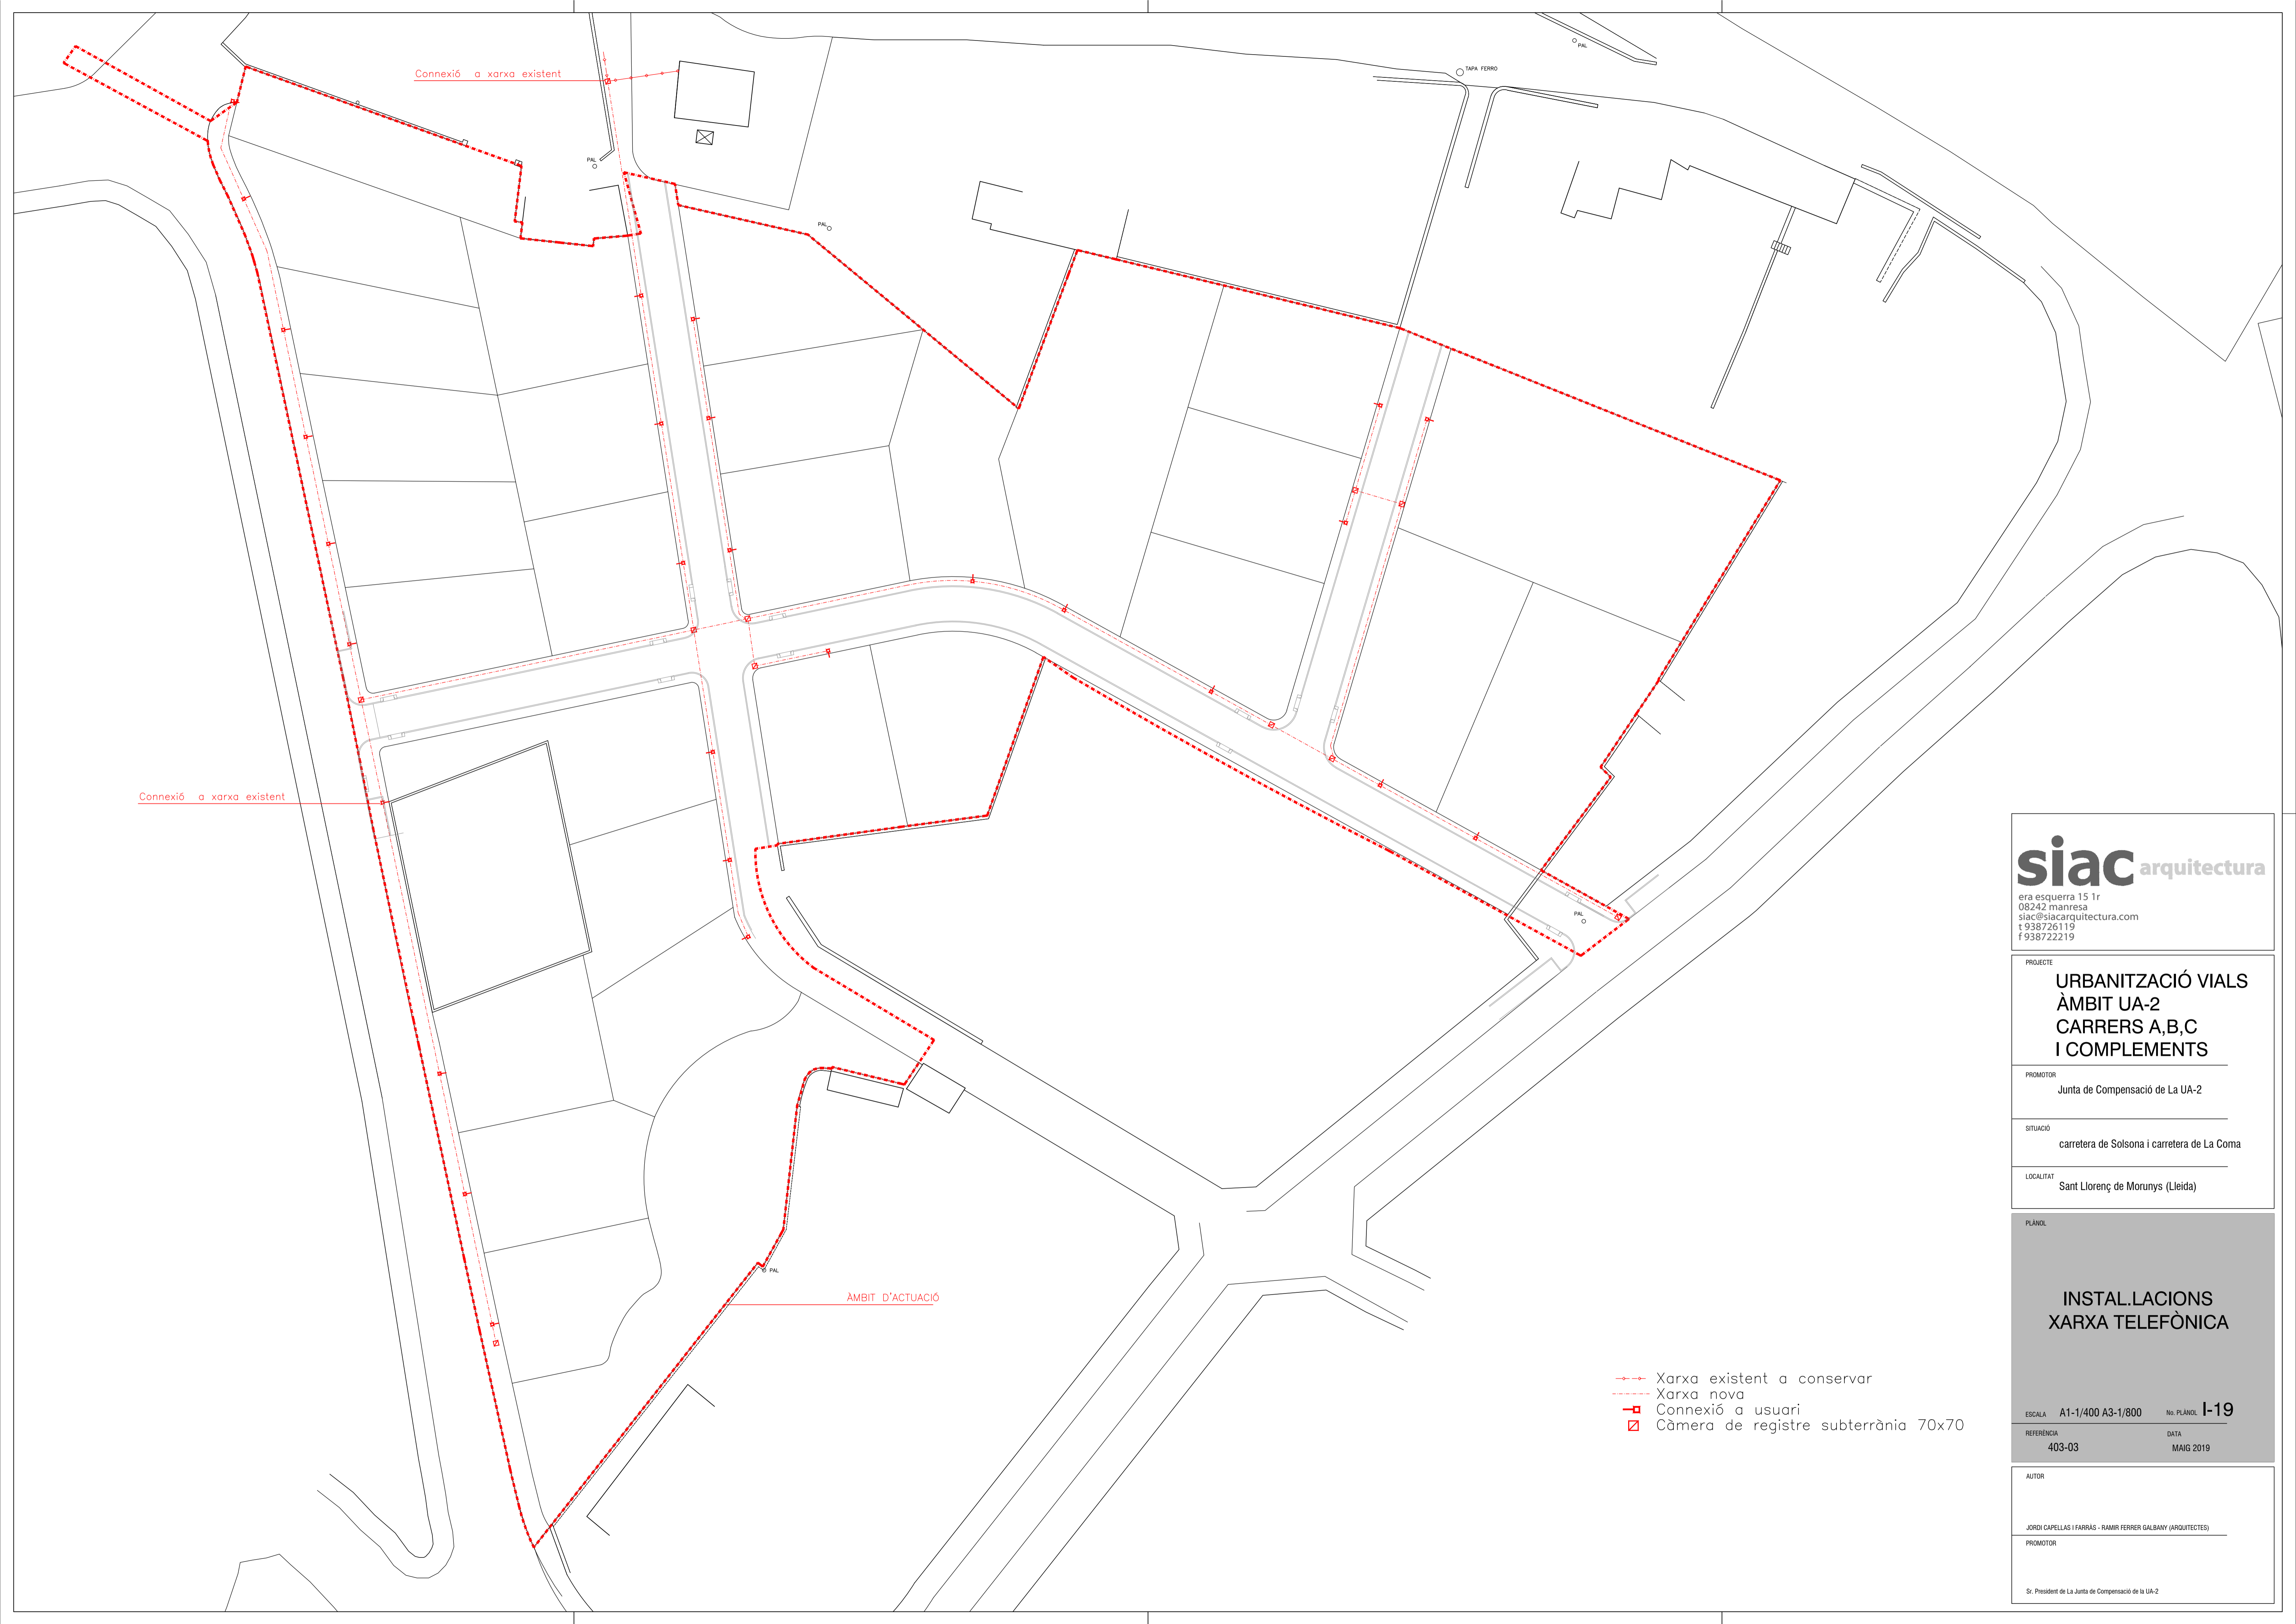 PAL
TAPA FERRO
Connexió a xarxa existent
PAL
PAL
Connexió a xarxa existent
PAL
PAL
ÀMBIT D'ACTUACIÓ
Xarxa existent a conservar
Xarxa nova
Connexió a usuari
Càmera de registre subterrània 70x70
siac arquitectura
era esquerra 15 1r
08242 manresa
siac@siacarquitectura.com
t 938726119
f 938722219
PROJECTE
URBANITZACIÓ VIALS
ÀMBIT UA-2
CARRERS A,B,C
I COMPLEMENTS
PROMOTOR
Junta de Compensació de La UA-2
SITUACIÓ
carretera de Solsona i carretera de La Coma
LOCALITAT
Sant Llorenç de Morunys (Lleida)
PLÀNOL
INSTAL.LACIONS
XARXA TELEFÒNICA
ESCALA A1-1/400 A3-1/800 No. PLÀNOL I-19
REFERÈNCIA DATA
403-03 MAIG 2019
AUTOR
JORDI CAPELLAS I FARRÀS - RAMIR FERRER GALBANY (ARQUITECTES)
PROMOTOR
Sr. President de La Junta de Compensació de la UA-2